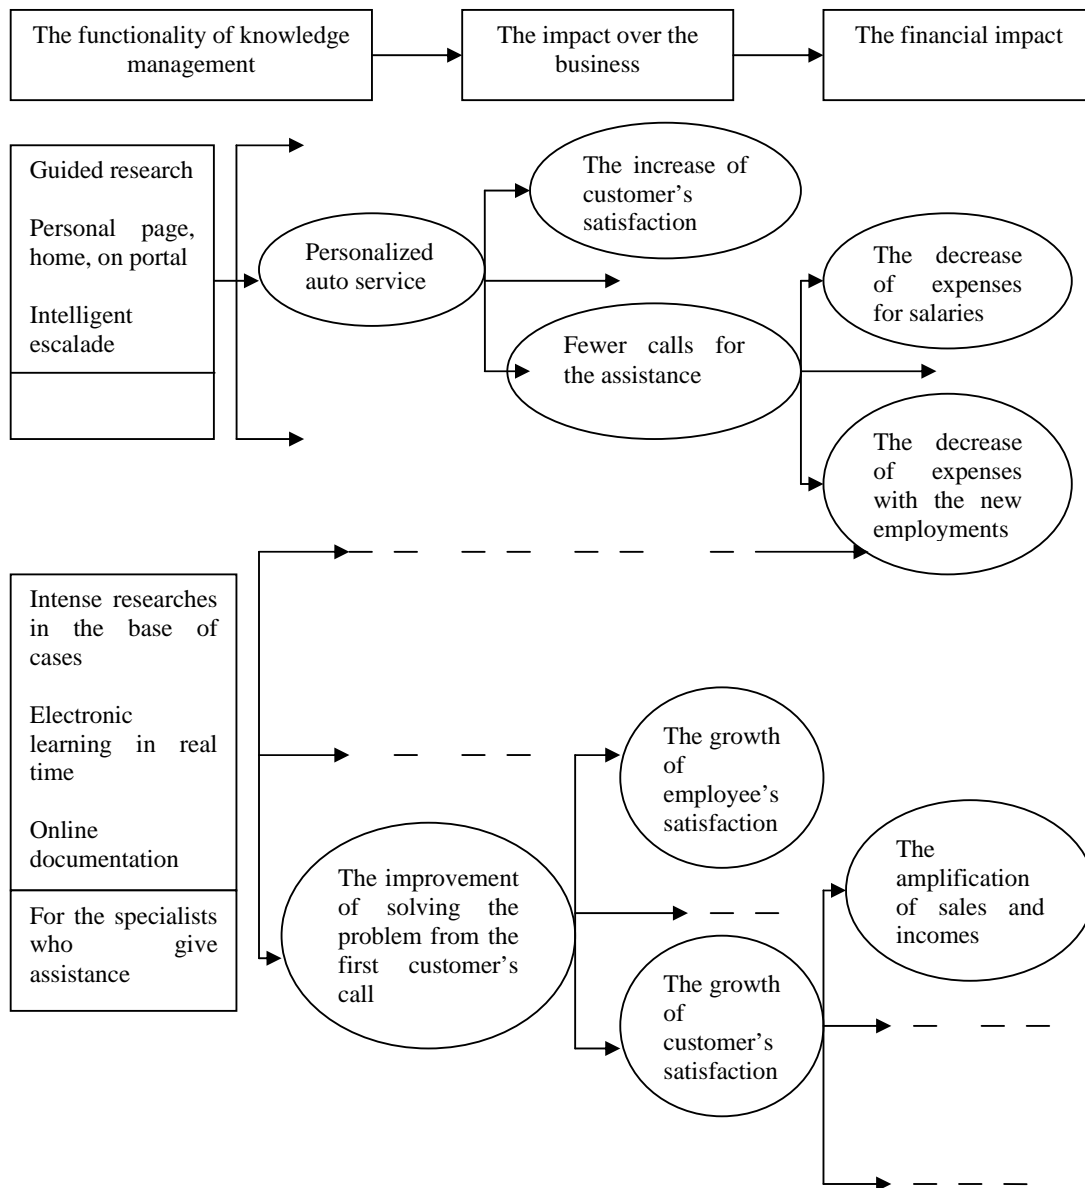 The functionality of knowledge
management
The impact over the
business
The financial impact
Guided research
Personal page,
home, on portal
Intelligent
escalade
Personalized
auto service
The increase of
customer's
satisfaction
Fewer calls for
the assistance
The decrease
of expenses
for salaries
The decrease
of expenses
with the new
employments
Intense researches
in the base of
cases
Electronic
learning in real
time
Online
documentation
For the specialists
who give
assistance
The improvement
of solving the
problem from the
first customer's
call
The growth
of
employee's
satisfaction
The growth
of
customer's
satisfaction
The
amplification
of sales and
incomes